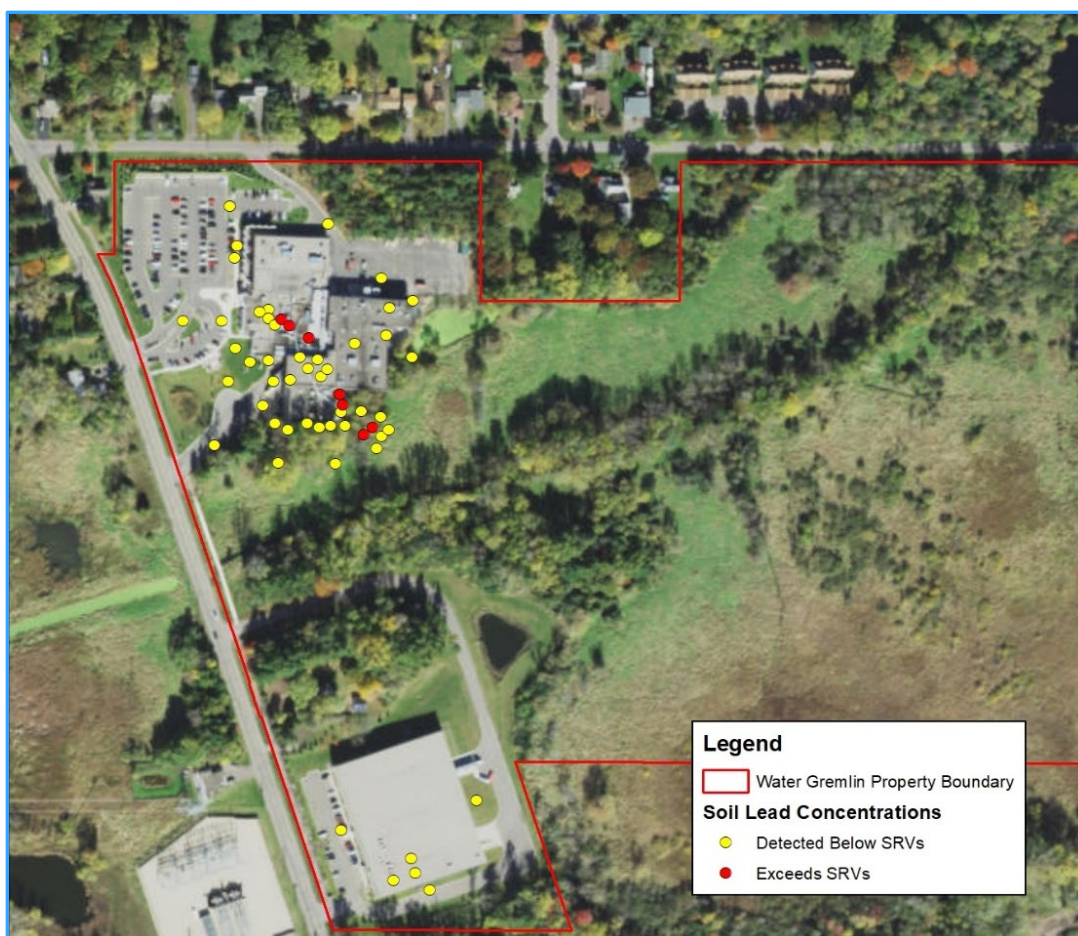 Legend
Water Gremlin Property Boundary
Soil Lead Concentrations
Detected Below SRVs
Exceeds SRVs